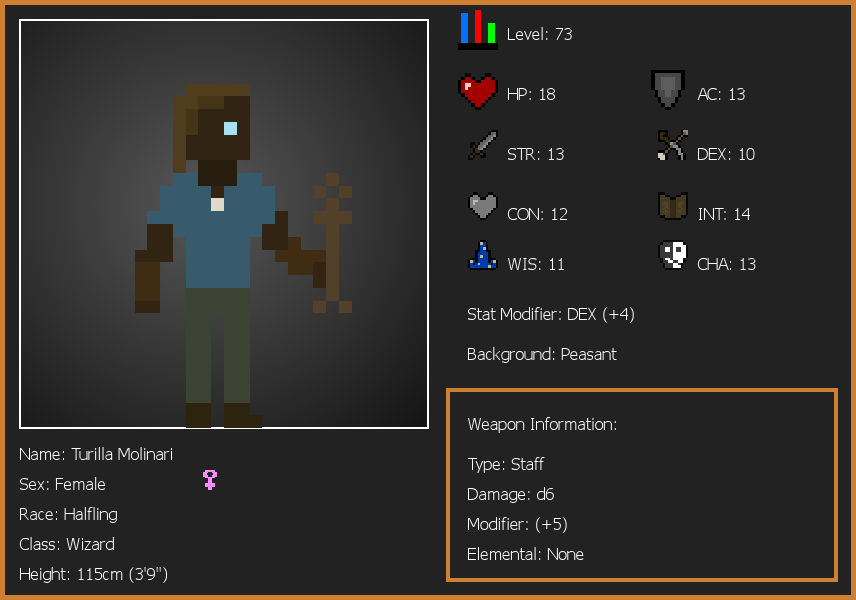 Level: 73
HP: 18
AC: 13
STR: 13
DEX: 10
CON: 12
INT: 14
WIS: 11
CHA: 13
Stat Modifier: DEX (+4)
Background: Peasant
Weapon Information:
Type: Staff
Damage: d6
Modifier: (+5)
Elemental: None
Name: Turilla Molinari
Sex: Female
Race: Halfling
Class: Wizard
Height: 115cm (3'9")